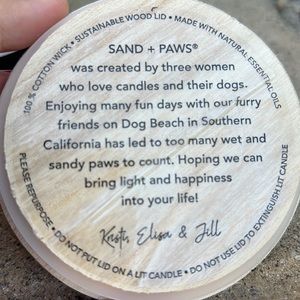 100 % COTTON WICK • SUSTAINABLE WOOD LID • MADE WITH NATURAL ESSENTIAL OILS
SAND + PAWS®
was created by three women
who love candles and their dogs.
Enjoying many fun days with our furry
friends on Dog Beach in Southern
California has led to too many wet and
sandy paws to count. Hoping we can
bring light and happiness
into your life!
Kristi, Elisa & Jill
PLEASE REPURPOSE • DO NOT PUT LID ON A LIT CANDLE • DO NOT USE LID TO EXTINGUISH LIT CANDLE